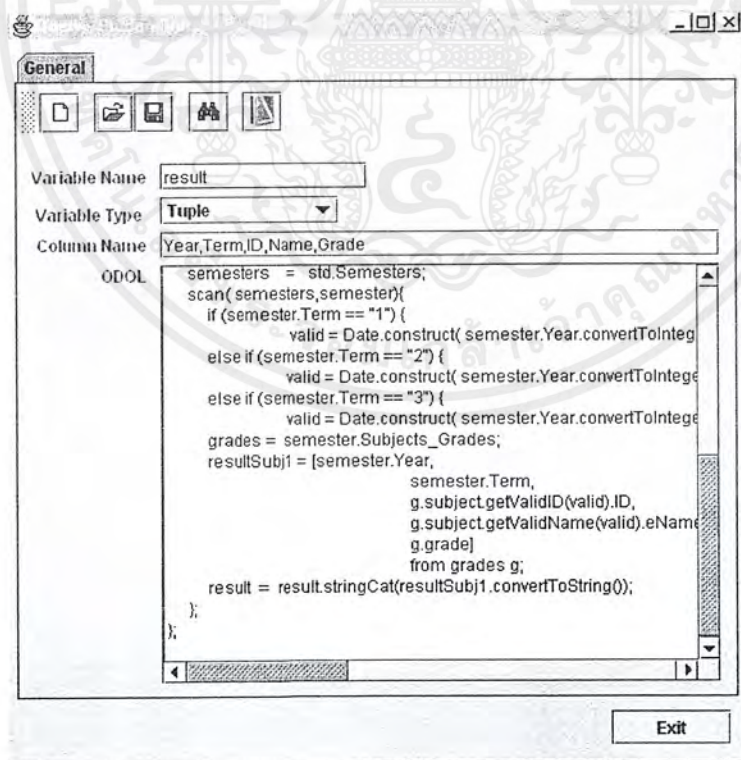 General
Variable Name result
Variable Type Tuple
Column Name Year,Term,ID,Name,Grade
ODOL
semesters = std.Semesters;
scan( semesters,semester){
if (semester.Term == "1") {
valid = Date.construct( semester.Year.convertToInteg
else if (semester.Term == "2") {
valid = Date.construct( semester.Year.convertToIntege
else if (semester.Term == "3") {
valid = Date.construct( semester.Year.convertToIntege
grades = semester.Subjects_Grades;
resultSubj1 = [semester.Year,
semester.Term,
g.subject.getValidID(valid).ID,
g.subject.getValidName(valid).eName
g.grade]
from grades g;
result = result.stringCat(resultSubj1.convertToString());
};
};
Exit